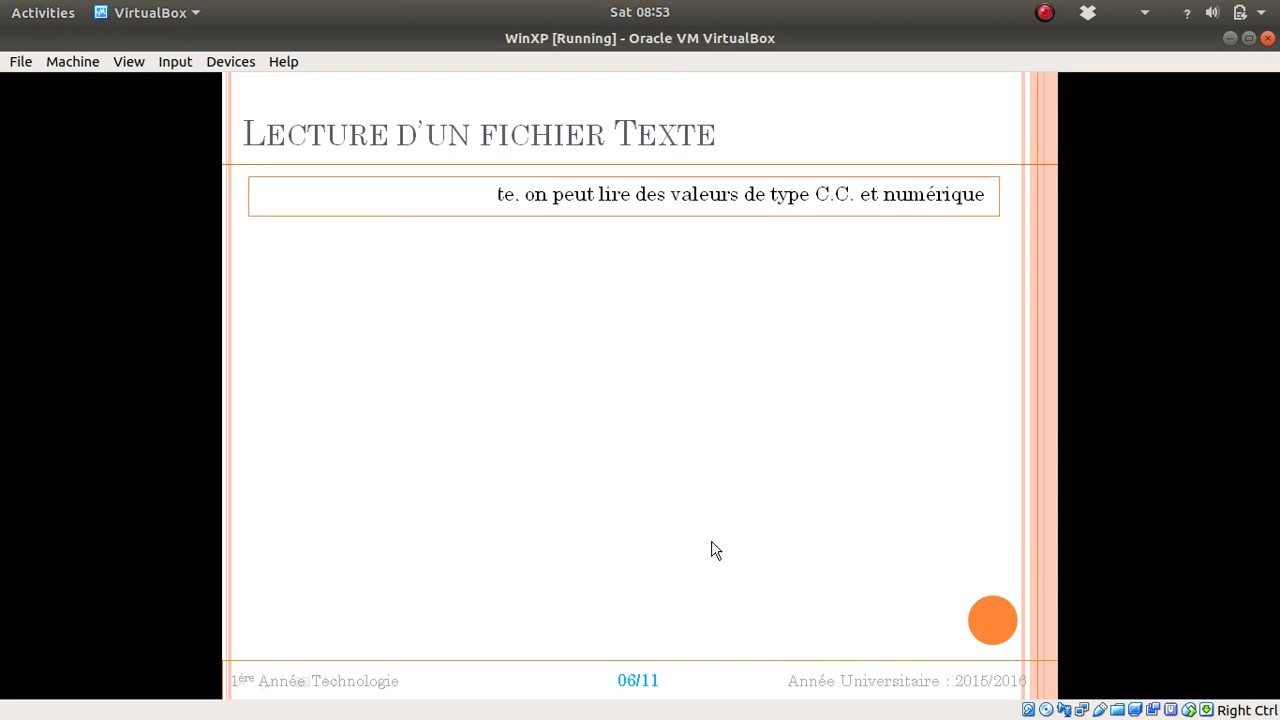 Activities VirtualBox Sat 08:53
WinXP [Running] - Oracle VM VirtualBox
File Machine View Input Devices Help
LECTURE D’UN FICHIER TEXTE
te, on peut lire des valeurs de type C.C. et numérique
1ère Année Technologie 06/11 Année Universitaire : 2015/2016
Right Ctrl